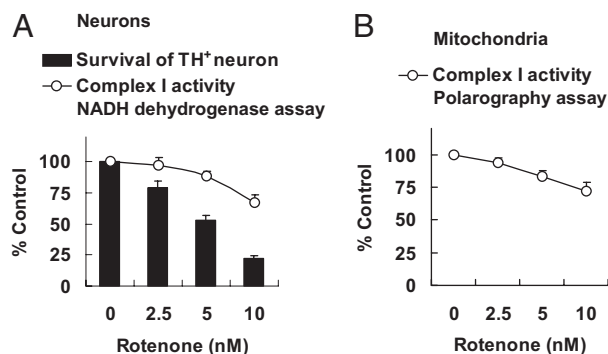 A
Neurons
Survival of TH⁺ neuron
Complex I activity
NADH dehydrogenase assay
% Control
100
75
50
25
0
0 2.5 5 10
Rotenone (nM)
B
Mitochondria
Complex I activity
Polarography assay
% Control
100
75
50
25
0
0 2.5 5 10
Rotenone (nM)